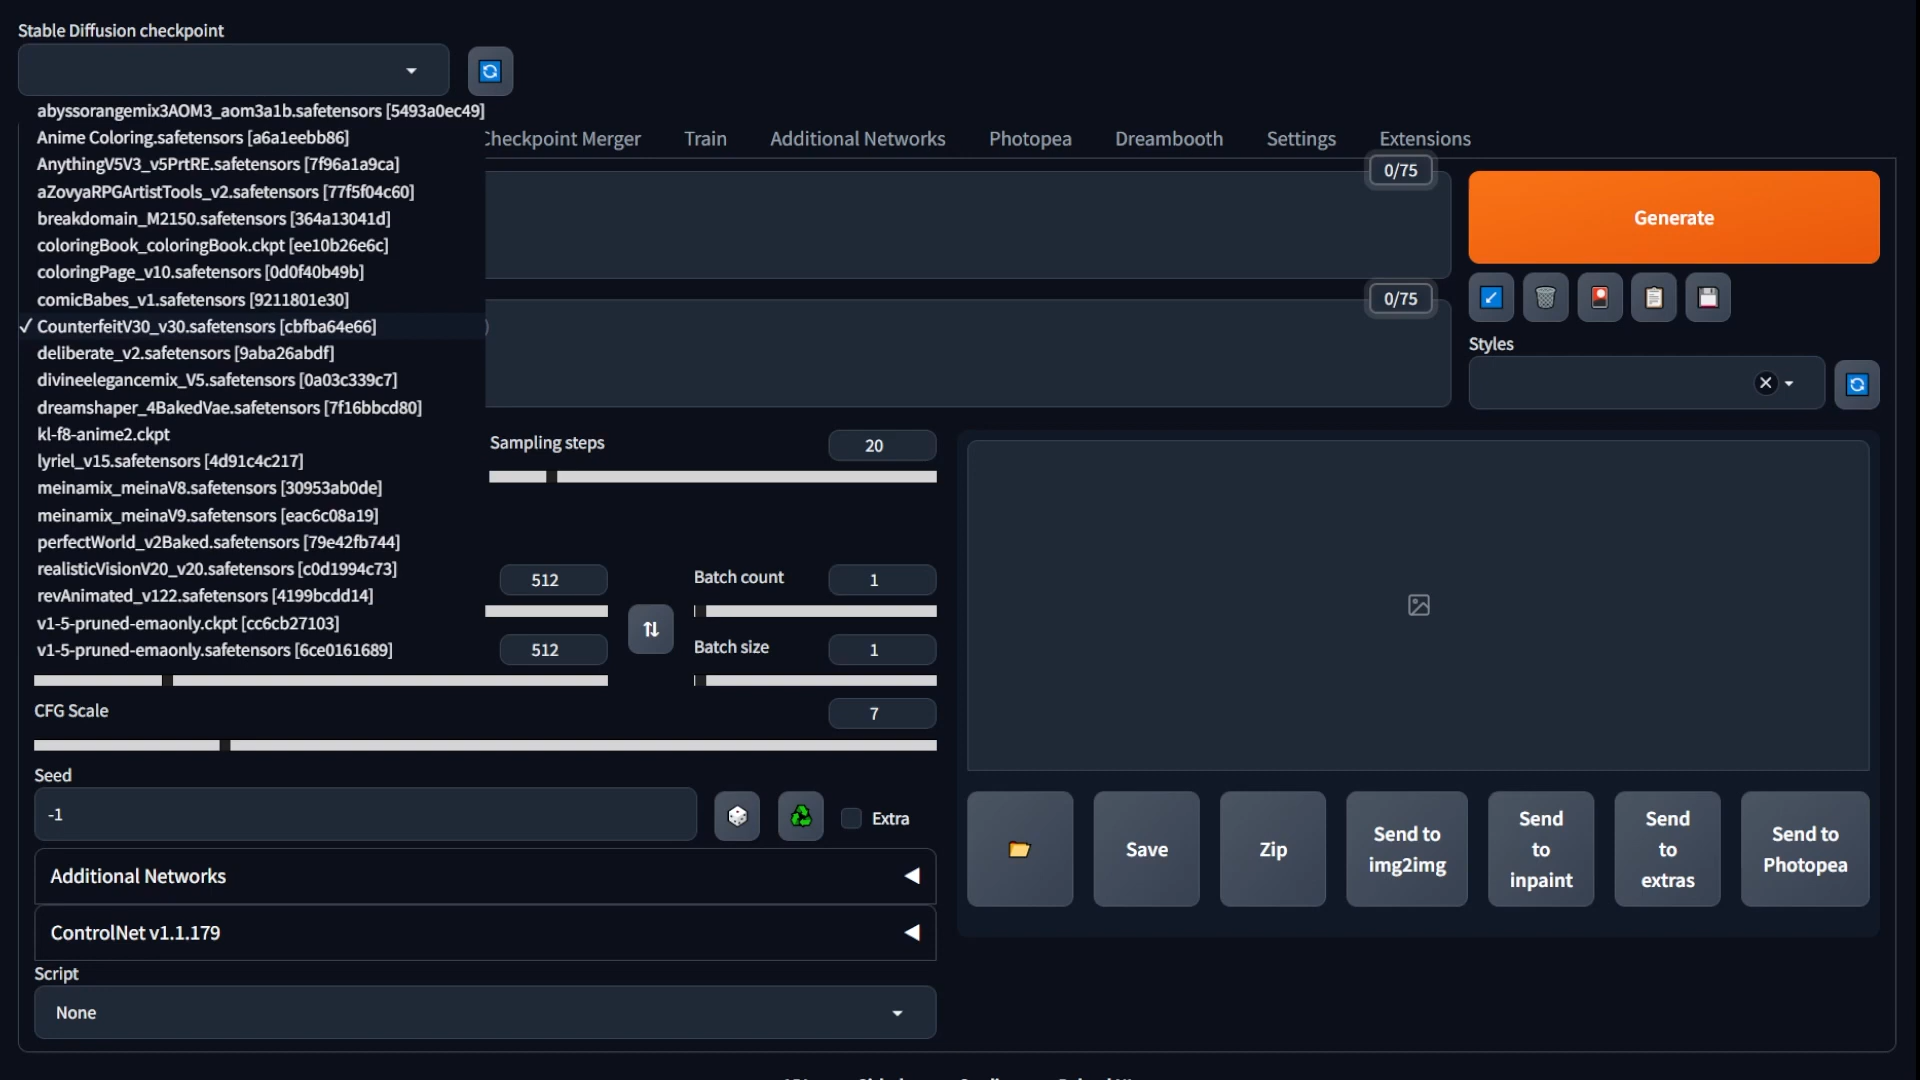 Stable Diffusion checkpoint
abyssorangemix3AOM3_aom3a1b.safetensors [5493a0ec49]
Anime Coloring.safetensors [a6a1eebb86]
AnythingV5V3_v5PrtRE.safetensors [7f96a1a9ca]
aZovyaRPGArtistTools_v2.safetensors [77f5f04c60]
breakdomain_M2150.safetensors [364a13041d]
coloringBook_coloringBook.ckpt [ee10b26e6c]
coloringPage_v10.safetensors [0d0f40b49b]
comicBabes_v1.safetensors [9211801e30]
✓ CounterfeitV30_v30.safetensors [cbfba64e66]
deliberate_v2.safetensors [9aba26abdf]
divineelegancemix_V5.safetensors [0a03c339c7]
dreamshaper_4BakedVae.safetensors [7f16bbcd80]
kl-f8-anime2.ckpt
lyriel_v15.safetensors [4d91c4c217]
meinamix_meinaV8.safetensors [30953ab0de]
meinamix_meinaV9.safetensors [eac6c08a19]
perfectWorld_v2Baked.safetensors [79e42fb744]
realisticVisionV20_v20.safetensors [c0d1994c73]
revAnimated_v122.safetensors [4199bcdd14]
v1-5-pruned-emaonly.ckpt [cc6cb27103]
v1-5-pruned-emaonly.safetensors [6ce0161689]
Checkpoint Merger Train Additional Networks Photopea Dreambooth Settings Extensions
0/75
Generate
0/75
)
Styles
Sampling steps 20
512 Batch count 1
512 Batch size 1
CFG Scale 7
Seed
-1
Extra
Additional Networks
ControlNet v1.1.179
Script
None
Save
Zip
Send to
img2img
Send
to
inpaint
Send
to
extras
Send to
Photopea